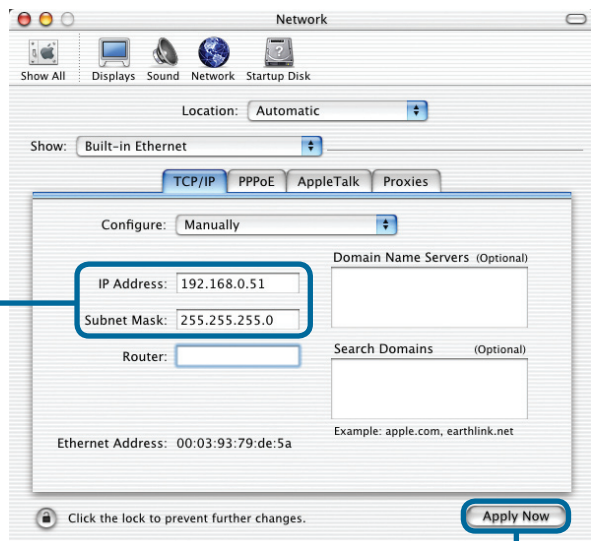 Network
Show All Displays Sound Network Startup Disk
Location: Automatic
Show: Built-in Ethernet
TCP/IP PPPoE AppleTalk Proxies
Configure: Manually
Domain Name Servers (Optional)
IP Address: 192.168.0.51
Subnet Mask: 255.255.255.0
Router:
Search Domains (Optional)
Example: apple.com, earthlink.net
Ethernet Address: 00:03:93:79:de:5a
Click the lock to prevent further changes.
Apply Now